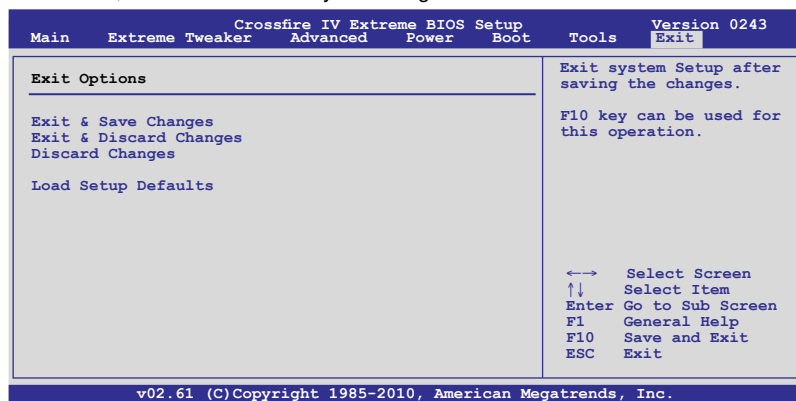 Crossfire IV Extreme BIOS Setup Version 0243
Main Extreme Tweaker Advanced Power Boot Tools Exit
Exit Options
Exit & Save Changes
Exit & Discard Changes
Discard Changes
Load Setup Defaults
Exit system Setup after
saving the changes.
F10 key can be used for
this operation.
←→ Select Screen
↑↓ Select Item
Enter Go to Sub Screen
F1 General Help
F10 Save and Exit
ESC Exit
v02.61 (C)Copyright 1985-2010, American Megatrends, Inc.